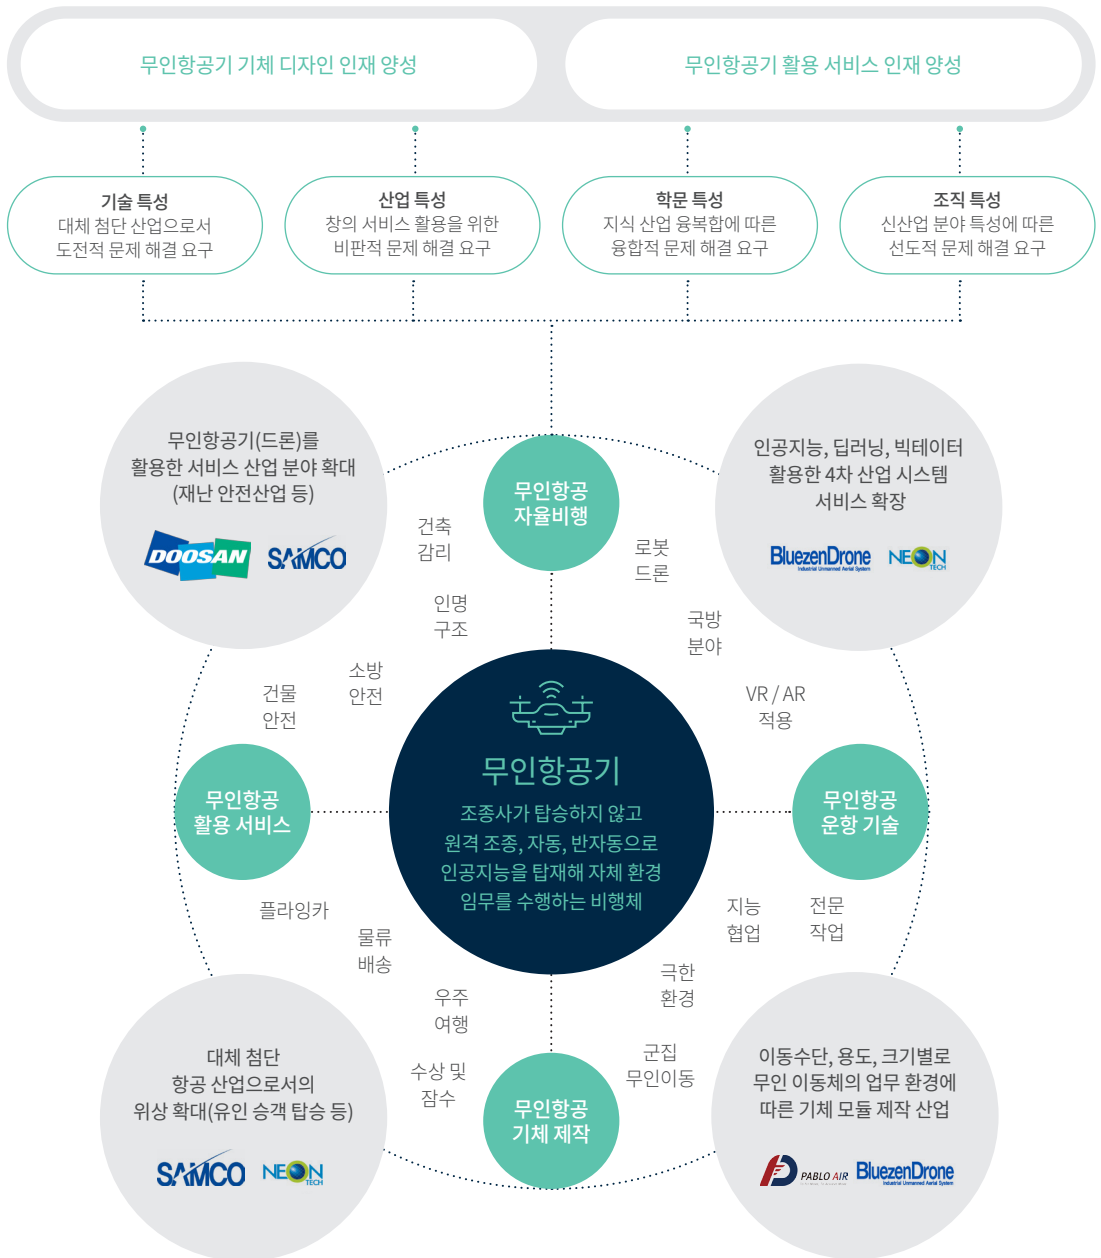 무인항공기 기체 디자인 인재 양성
무인항공기 활용 서비스 인재 양성
기술 특성
대체 첨단 산업으로서
도전적 문제 해결 요구
산업 특성
창의 서비스 활용을 위한
비판적 문제 해결 요구
학문 특성
지식 산업 융복합에 따른
융합적 문제 해결 요구
조직 특성
신산업 분야 특성에 따른
선도적 문제 해결 요구
무인항공기(드론)를
활용한 서비스 산업 분야 확대
(재난 안전산업 등)
DOOSAN
SAMCO
무인항공
자율비행
인공지능, 딥러닝, 빅테이터
활용한 4차 산업 시스템
서비스 확장
BluezenDrone
Industrial Unmanned Aerial System
NEON
TECH
건축
감리
인명
구조
소방
안전
건물
안전
로봇
드론
국방
분야
VR / AR
적용
무인항공
활용 서비스
무인항공기
조종사가 탑승하지 않고
원격 조종, 자동, 반자동으로
인공지능을 탑재해 자체 환경
임무를 수행하는 비행체
무인항공
운항 기술
플라잉카
물류
배송
우주
여행
수상 및
잠수
지능
협업
전문
작업
극한
환경
군집
무인이동
대체 첨단
항공 산업으로서의
위상 확대(유인 승객 탑승 등)
SAMCO
NEON
TECH
무인항공
기체 제작
이동수단, 용도, 크기별로
무인 이동체의 업무 환경에
따른 기체 모듈 제작 산업
PABLO AIR
BluezenDrone
Industrial Unmanned Aerial System